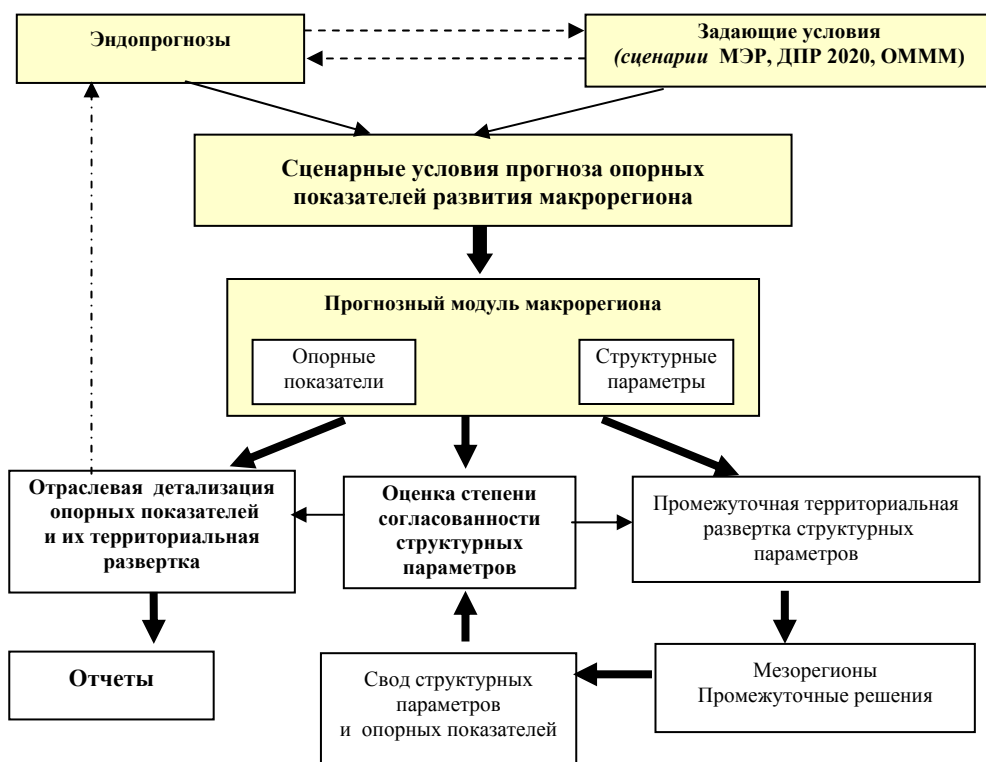 Эндопрогнозы
Задающие условия
(сценарии МЭР, ДПР 2020, ОМММ)
Сценарные условия прогноза опорных
показателей развития макрорегиона
Прогнозный модуль макрорегиона
Опорные
показатели
Структурные
параметры
Отраслевая детализация
опорных показателей
и их территориальная
развертка
Оценка степени
согласованности
структурных
параметров
Промежуточная территориальная
развертка структурных
параметров
Отчеты
Свод структурных
параметров
и опорных показателей
Мезорегионы
Промежуточные решения